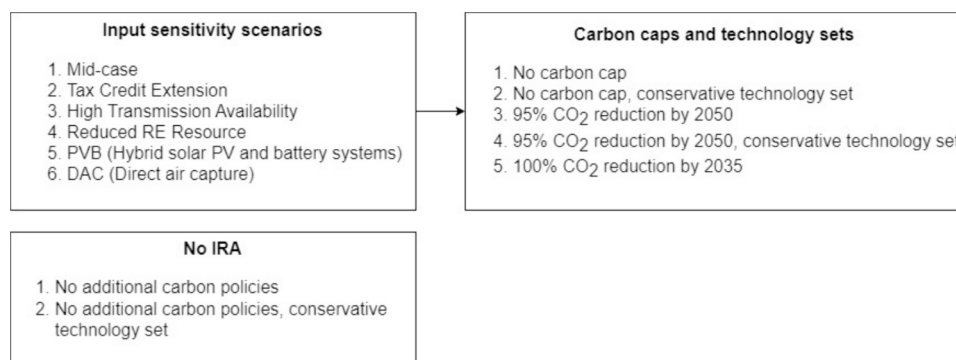 Input sensitivity scenarios
1. Mid-case
2. Tax Credit Extension
3. High Transmission Availability
4. Reduced RE Resource
5. PVB (Hybrid solar PV and battery systems)
6. DAC (Direct air capture)
Carbon caps and technology sets
1. No carbon cap
2. No carbon cap, conservative technology set
3. 95% CO2 reduction by 2050
4. 95% CO2 reduction by 2050, conservative technology set
5. 100% CO2 reduction by 2035
No IRA
1. No additional carbon policies
2. No additional carbon policies, conservative
technology set